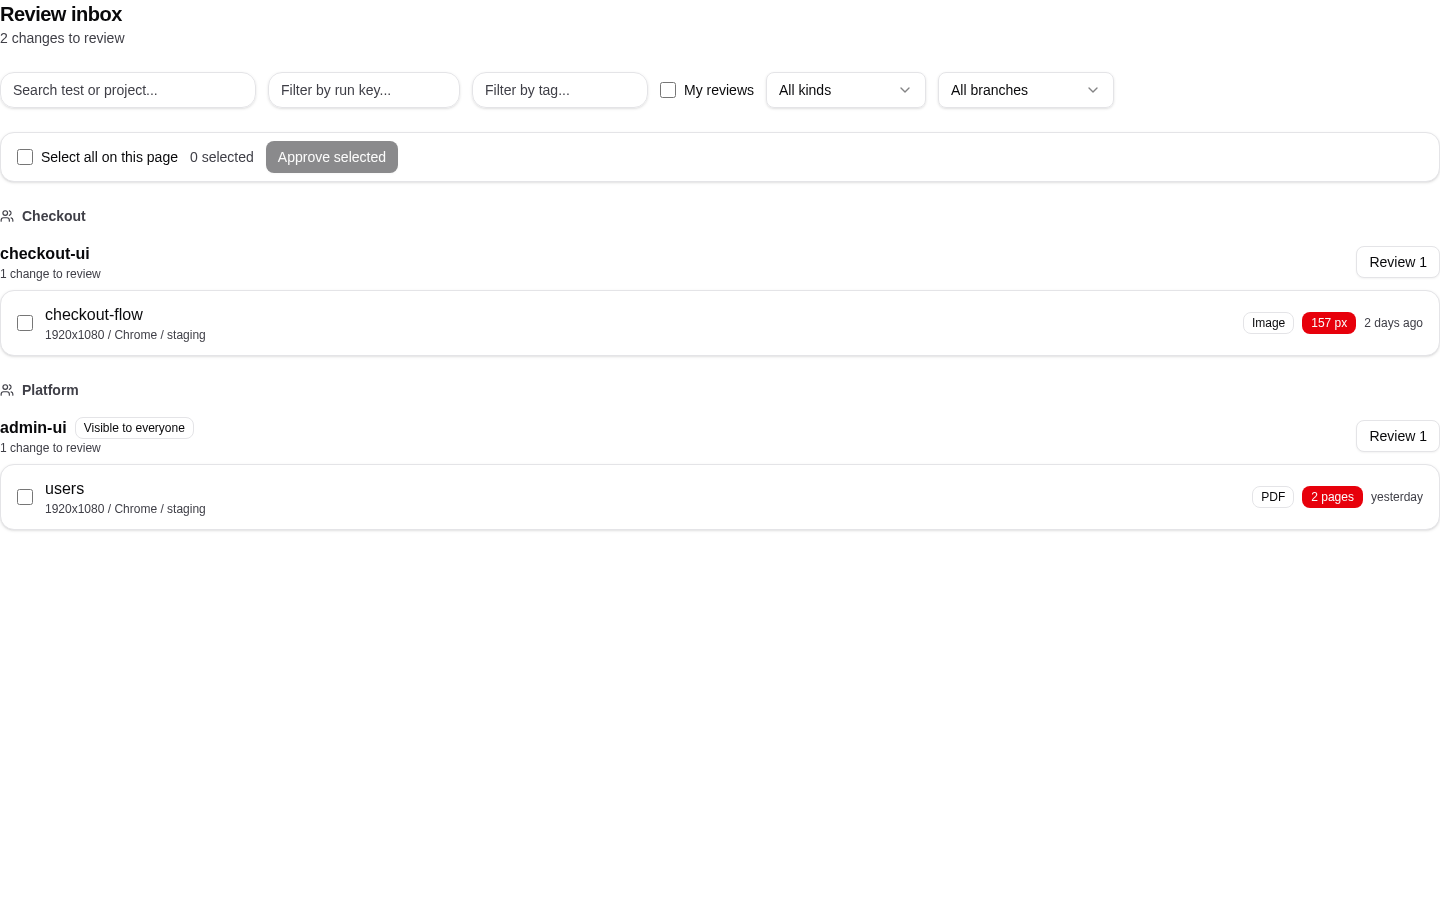 Review inbox
2 changes to review
Search test or project... Filter by run key... Filter by tag... My reviews All kinds All branches
Select all on this page 0 selected Approve selected
Checkout
checkout-ui
1 change to review
Review 1
checkout-flow
1920x1080 / Chrome / staging
Image 157 px 2 days ago
Platform
admin-ui Visible to everyone
1 change to review
Review 1
users
1920x1080 / Chrome / staging
PDF 2 pages yesterday